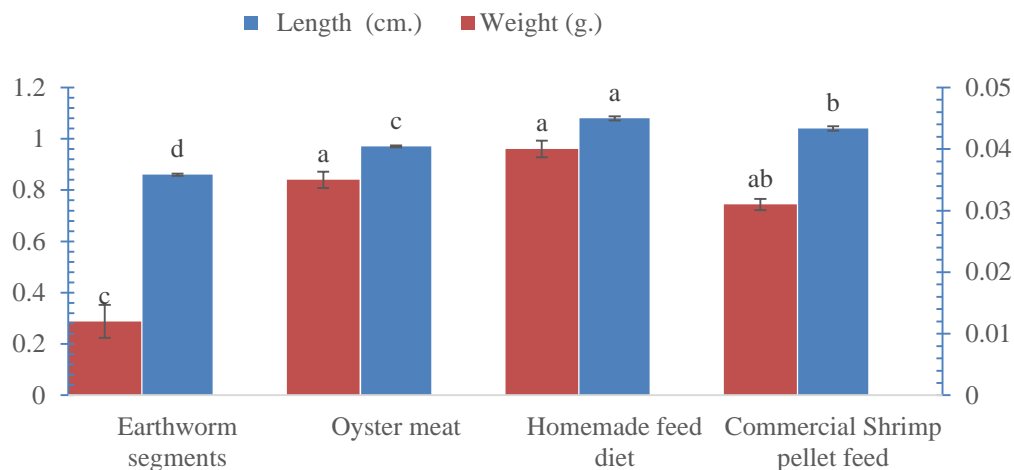 Length (cm.) Weight (g.)
1.2
1
0.8
0.6
0.4
0.2
0
c
d
a
c
a
a
ab
b
0.05
0.04
0.03
0.02
0.01
0
Earthworm
segments
Oyster meat
Homemade feed
diet
Commercial Shrimp
pellet feed